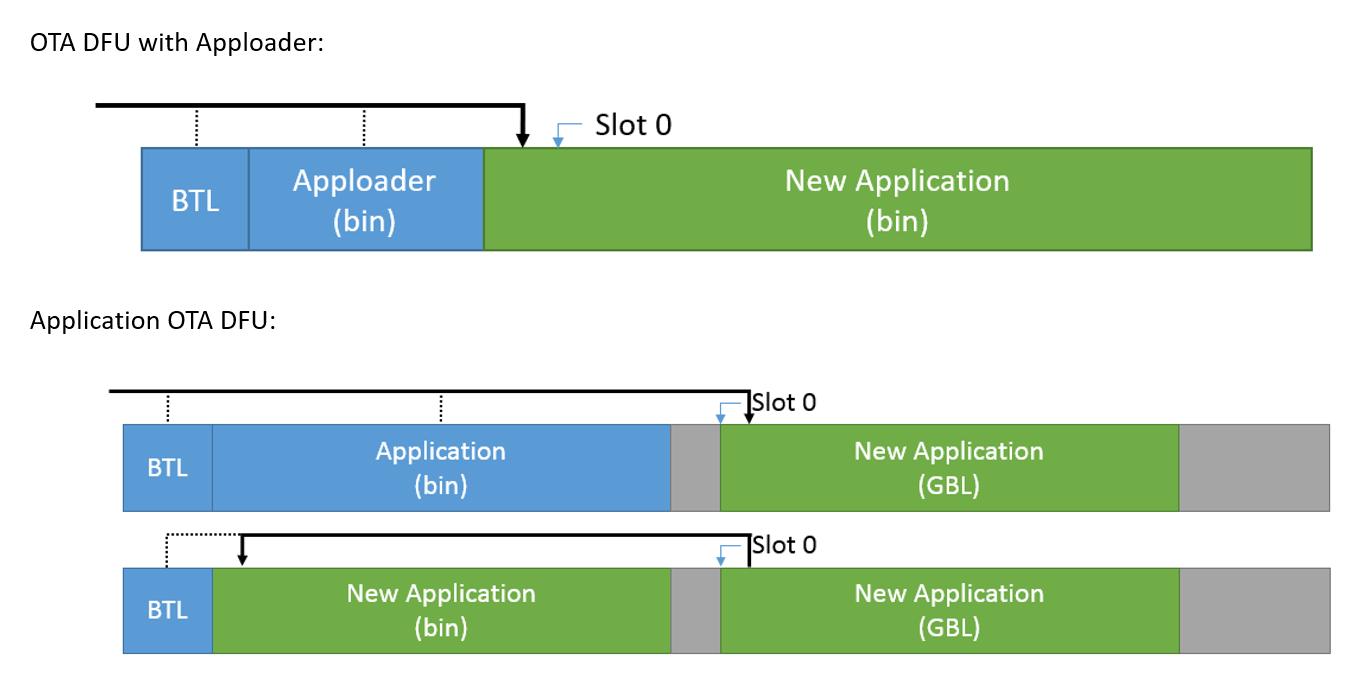 OTA DFU with Apploader:
Slot 0
BTL
Apploader
(bin)
New Application
(bin)
Application OTA DFU:
Slot 0
BTL
Application
(bin)
New Application
(GBL)
Slot 0
BTL
New Application
(bin)
New Application
(GBL)